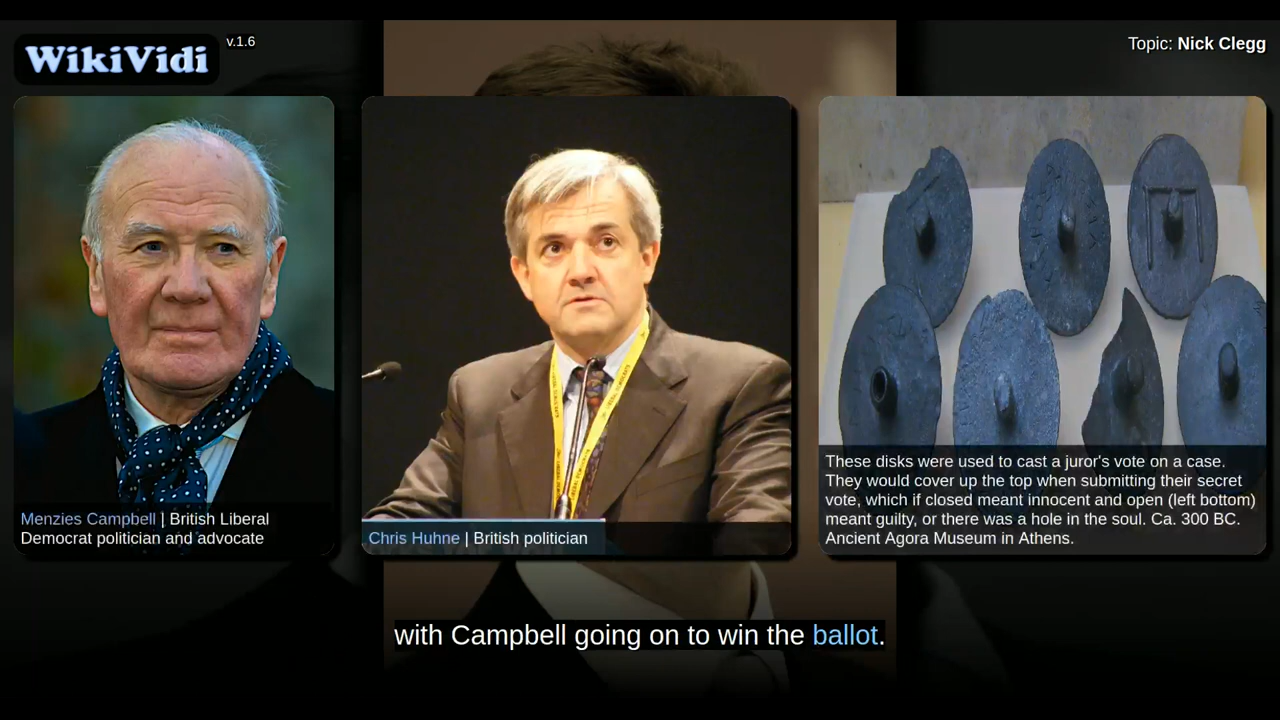 WikiVidi
v.1.6
Topic: Nick Clegg
Menzies Campbell | British Liberal
Democrat politician and advocate
Chris Huhne | British politician
These disks were used to cast a juror's vote on a case.
They would cover up the top when submitting their secret
vote, which if closed meant innocent and open (left bottom)
meant guilty, or there was a hole in the soul. Ca. 300 BC.
Ancient Agora Museum in Athens.
with Campbell going on to win the ballot.